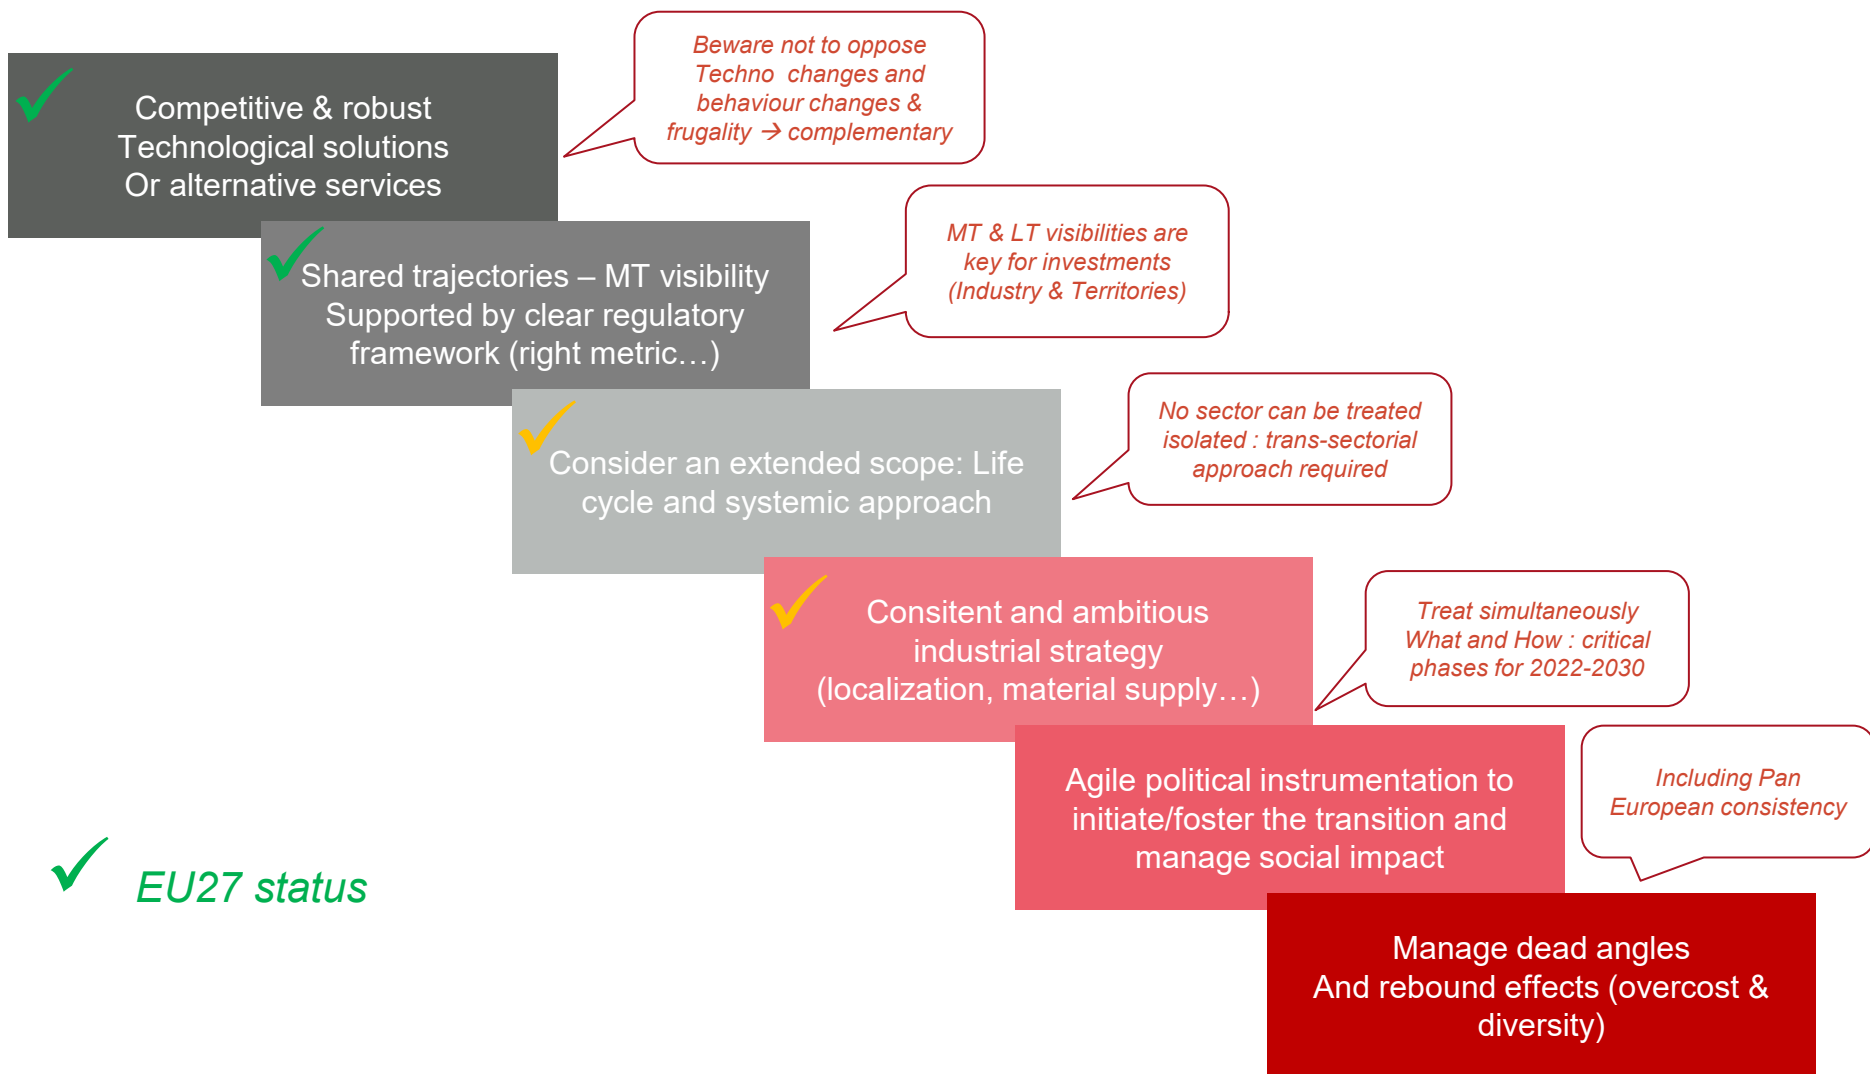 Competitive & robust
Technological solutions
Or alternative services
Beware not to oppose
Techno changes and
behaviour changes &
frugality → complementary
Shared trajectories – MT visibility
Supported by clear regulatory
framework (right metric…)
MT & LT visibilities are
key for investments
(Industry & Territories)
Consider an extended scope: Life
cycle and systemic approach
No sector can be treated
isolated : trans-sectorial
approach required
Consitent and ambitious
industrial strategy
(localization, material supply…)
Treat simultaneously
What and How : critical
phases for 2022-2030
Agile political instrumentation to
initiate/foster the transition and
manage social impact
Including Pan
European consistency
Manage dead angles
And rebound effects (overcost &
diversity)
EU27 status